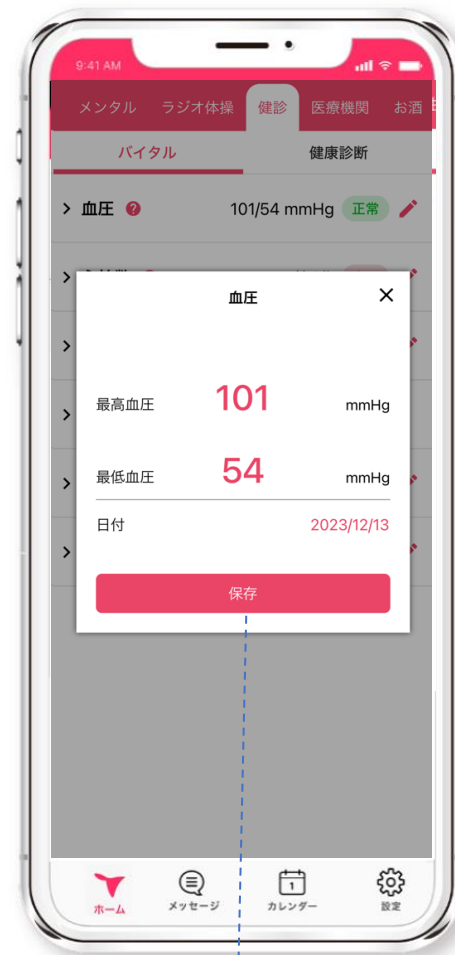 9:41 AM
メンタル ラジオ体操 健診 医療機関 お酒
バイタル 健康診断
血圧 ? 101/54 mmHg 正常
血圧 ×
最高血圧 101 mmHg
最低血圧 54 mmHg
日付 2023/12/13
保存
1
ホーム メッセージ カレンダー 設定